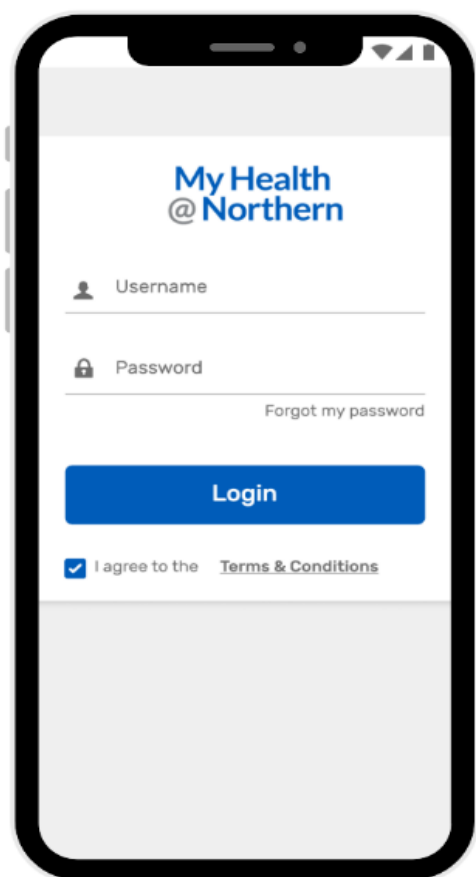 My Health
@ Northern
Username
Password
Forgot my password
Login
I agree to the Terms & Conditions